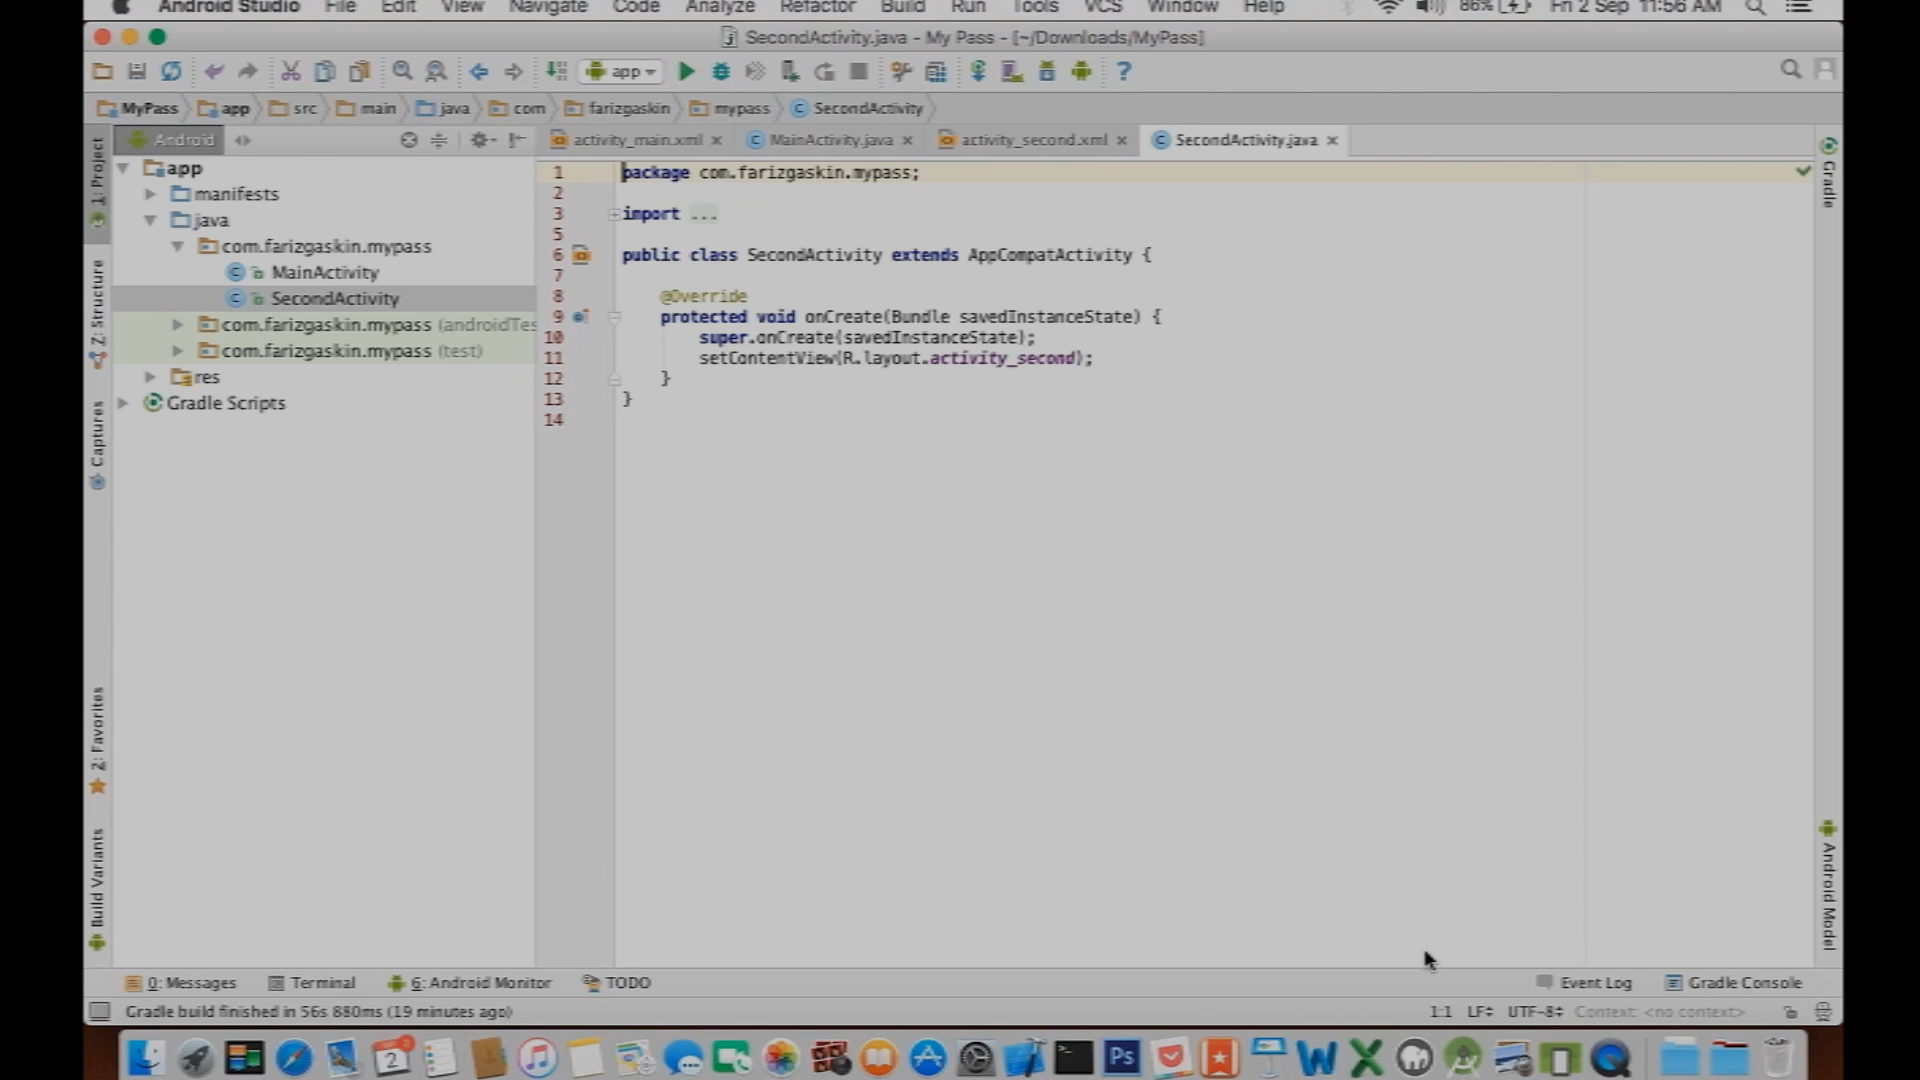 Android Studio File Edit View Navigate Code Analyze Refactor Build Run Tools VCS Window Help 86% Fri 2 Sep 11:56 AM
SecondActivity.java - My Pass - [~/Downloads/MyPass]
app
MyPass app src main java com farizgaskin mypass SecondActivity
Android
activity_main.xml MainActivity.java activity_second.xml SecondActivity.java
1: Project
Z: Structure
Captures
2: Favorites
Build Variants
app
manifests
java
com.farizgaskin.mypass
MainActivity
SecondActivity
com.farizgaskin.mypass (androidTes
com.farizgaskin.mypass (test)
res
Gradle Scripts
1 package com.farizgaskin.mypass;
2
3 import ...
5
6 public class SecondActivity extends AppCompatActivity {
7
8 @Override
9 protected void onCreate(Bundle savedInstanceState) {
10 super.onCreate(savedInstanceState);
11 setContentView(R.layout.activity_second);
12 }
13 }
14
Gradle
Android Model
0: Messages Terminal 6: Android Monitor TODO Event Log Gradle Console
Gradle build finished in 56s 880ms (19 minutes ago) 1:1 LF÷ UTF-8÷ Context: <no context>
2 Ps